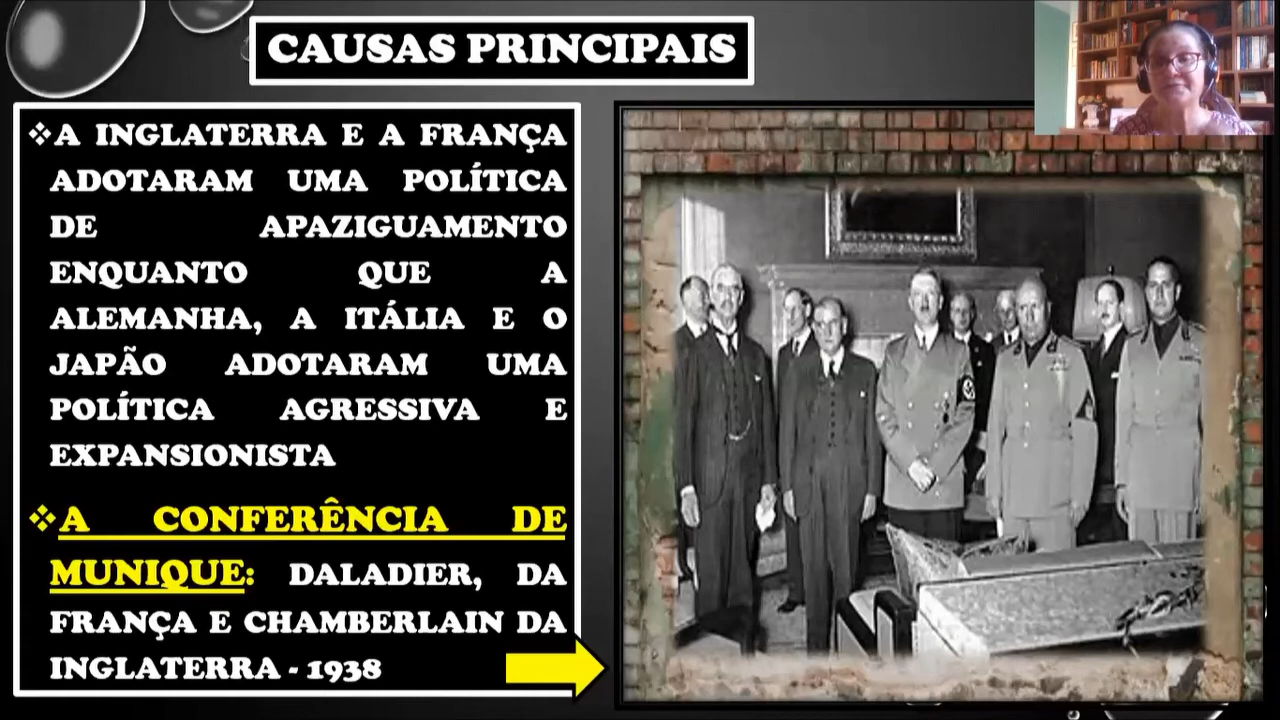 CAUSAS PRINCIPAIS
❖A INGLATERRA E A FRANÇA
ADOTARAM UMA POLÍTICA
DE APAZIGUAMENTO
ENQUANTO QUE A
ALEMANHA, A ITÁLIA E O
JAPÃO ADOTARAM UMA
POLÍTICA AGRESSIVA E
EXPANSIONISTA
❖A CONFERÊNCIA DE
MUNIQUE: DALADIER, DA
FRANÇA E CHAMBERLAIN DA
INGLATERRA - 1938